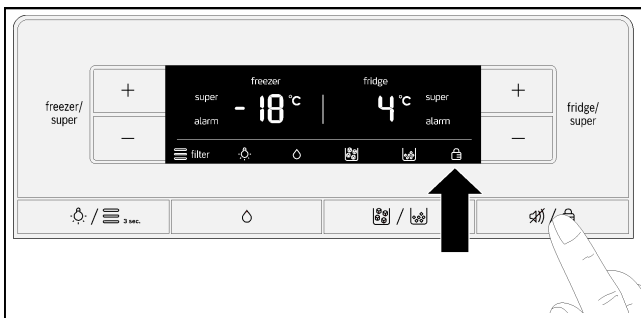 freezer/
super
+
−
freezer
super
alarm
- 18 °C
fridge
4 °C
super
alarm
filter
+
−
fridge/
super
/ 3 sec.
/
/